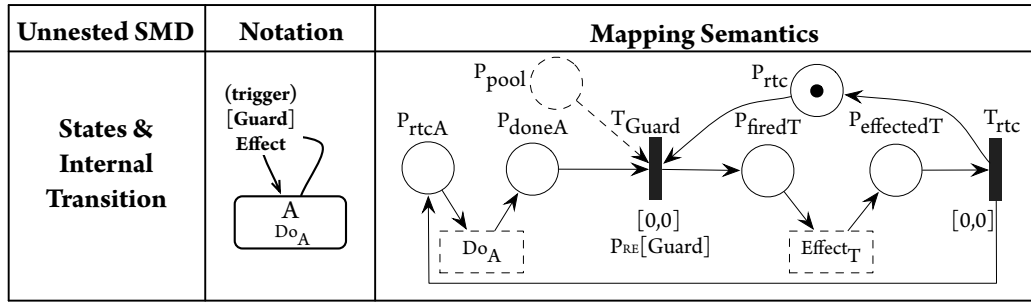 Unnested SMD
Notation
Mapping Semantics
States &
Internal
Transition
(trigger)
[Guard]
Effect
A
DoA
Ppool
Prtc
PrtcA
PdoneA
TGuard
PfiredT
PeffectedT
Trtc
DoA
[0,0]
PRE[Guard]
EffectT
[0,0]